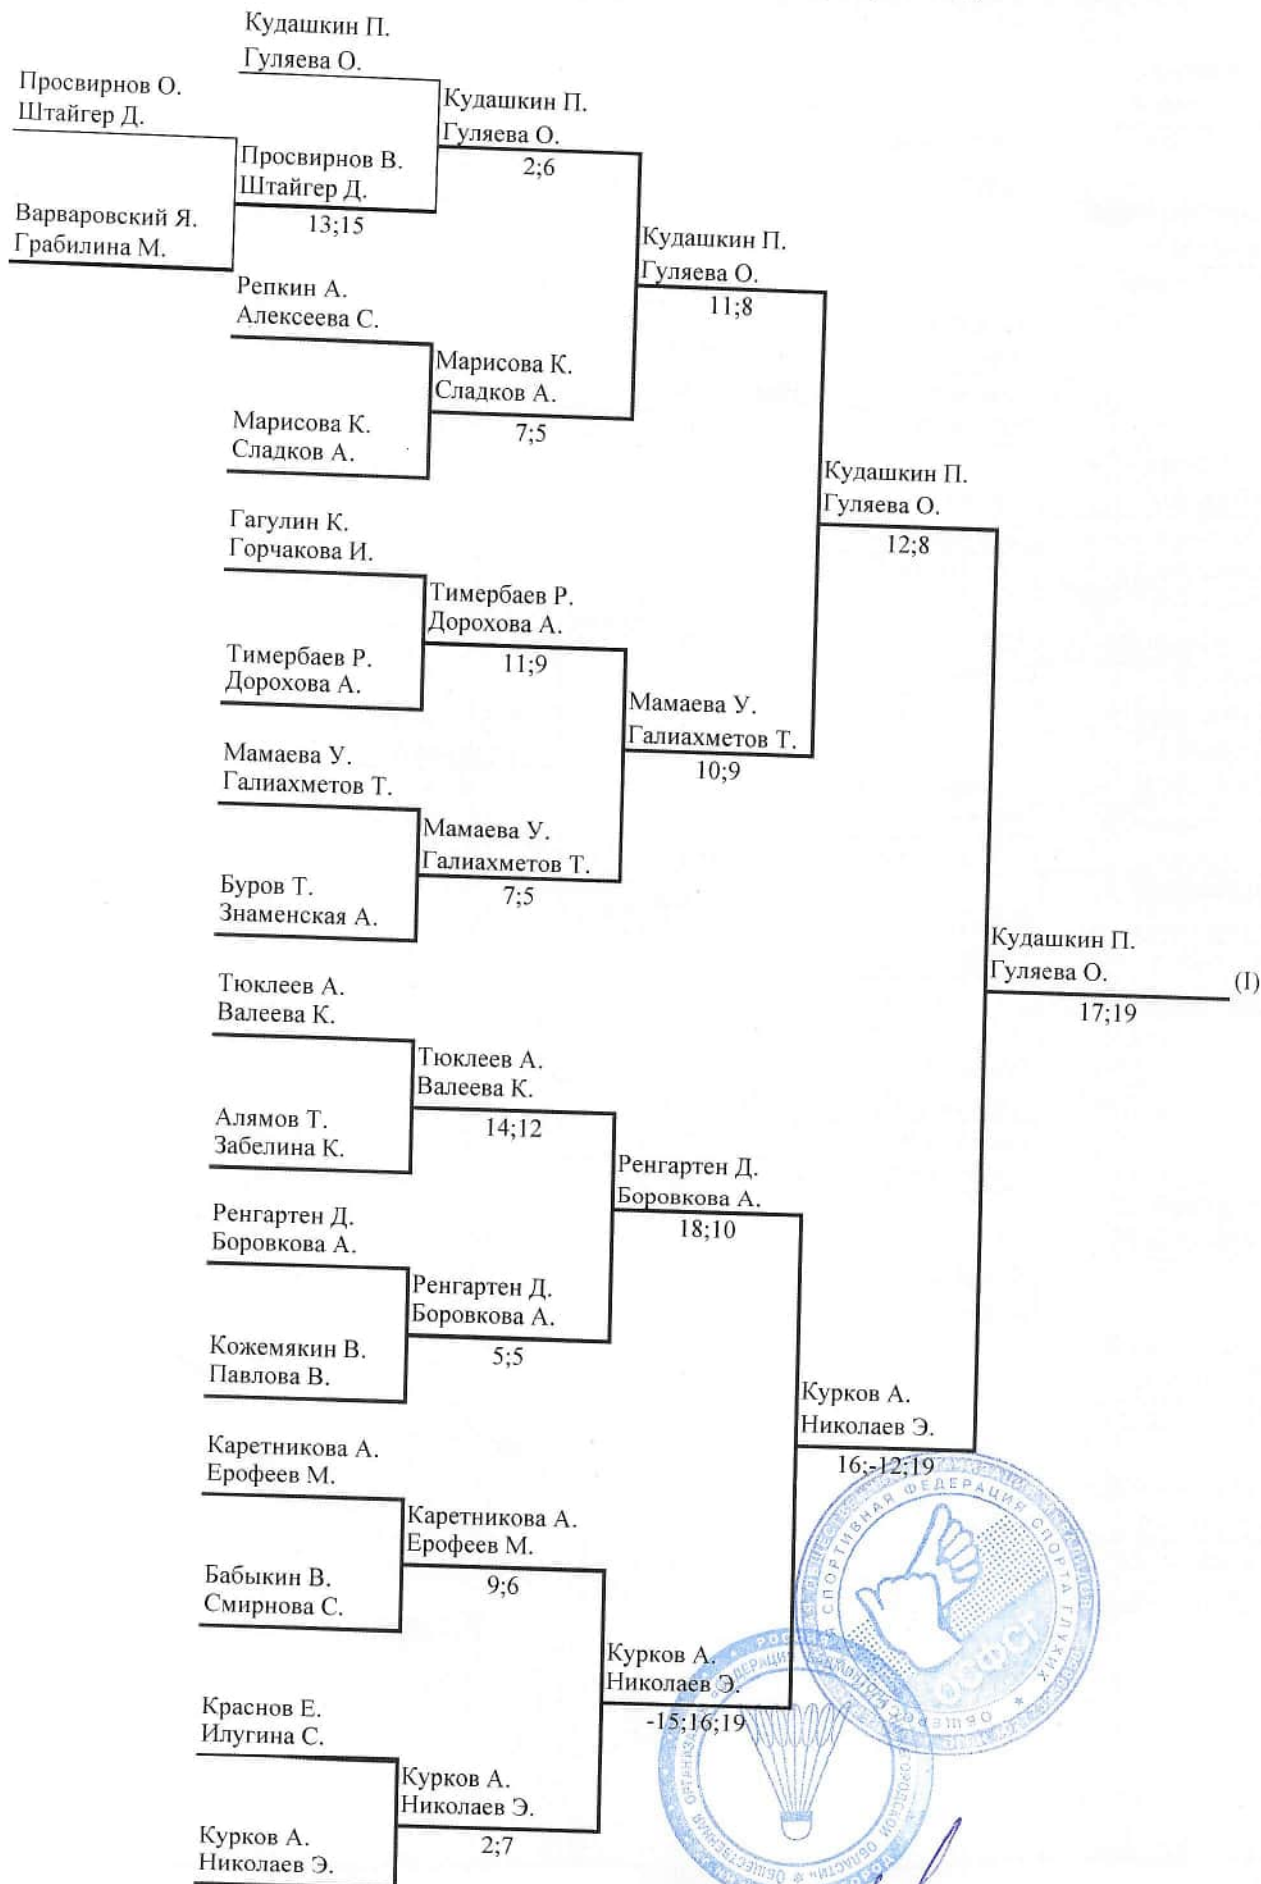 Кудашкин П.
Гуляева О.
Просвирнов О.
Штайгер Д.
Кудашкин П.
Гуляева О.
2;6
Просвирнов В.
Штайгер Д.
13;15
Варваровский Я.
Грабилина М.
Кудашкин П.
Гуляева О.
11;8
Репкин А.
Алексеева С.
Марисова К.
Сладков А.
7;5
Марисова К.
Сладков А.
Кудашкин П.
Гуляева О.
12;8
Гагулин К.
Горчакова И.
Тимербаев Р.
Дорохова А.
11;9
Тимербаев Р.
Дорохова А.
Мамаева У.
Галиахметов Т.
10;9
Мамаева У.
Галиахметов Т.
Мамаева У.
Галиахметов Т.
7;5
Буров Т.
Знаменская А.
Кудашкин П.
Гуляева О.
(I)
17;19
Тюклеев А.
Валеева К.
Тюклеев А.
Валеева К.
14;12
Алямов Т.
Забелина К.
Ренгартен Д.
Боровкова А.
18;10
Ренгартен Д.
Боровкова А.
Ренгартен Д.
Боровкова А.
5;5
Кожемякин В.
Павлова В.
Курков А.
Николаев Э.
16;-12;19
Каретникова А.
Ерофеев М.
Каретникова А.
Ерофеев М.
9;6
Бабыкин В.
Смирнова С.
Курков А.
Николаев Э.
-15;16;19
Краснов Е.
Илугина С.
Курков А.
Николаев Э.
2;7
Курков А.
Николаев Э.
СПОРТИВНАЯ ФЕДЕРАЦИЯ СПОРТА ГЛУХИХ
ОСФСГ